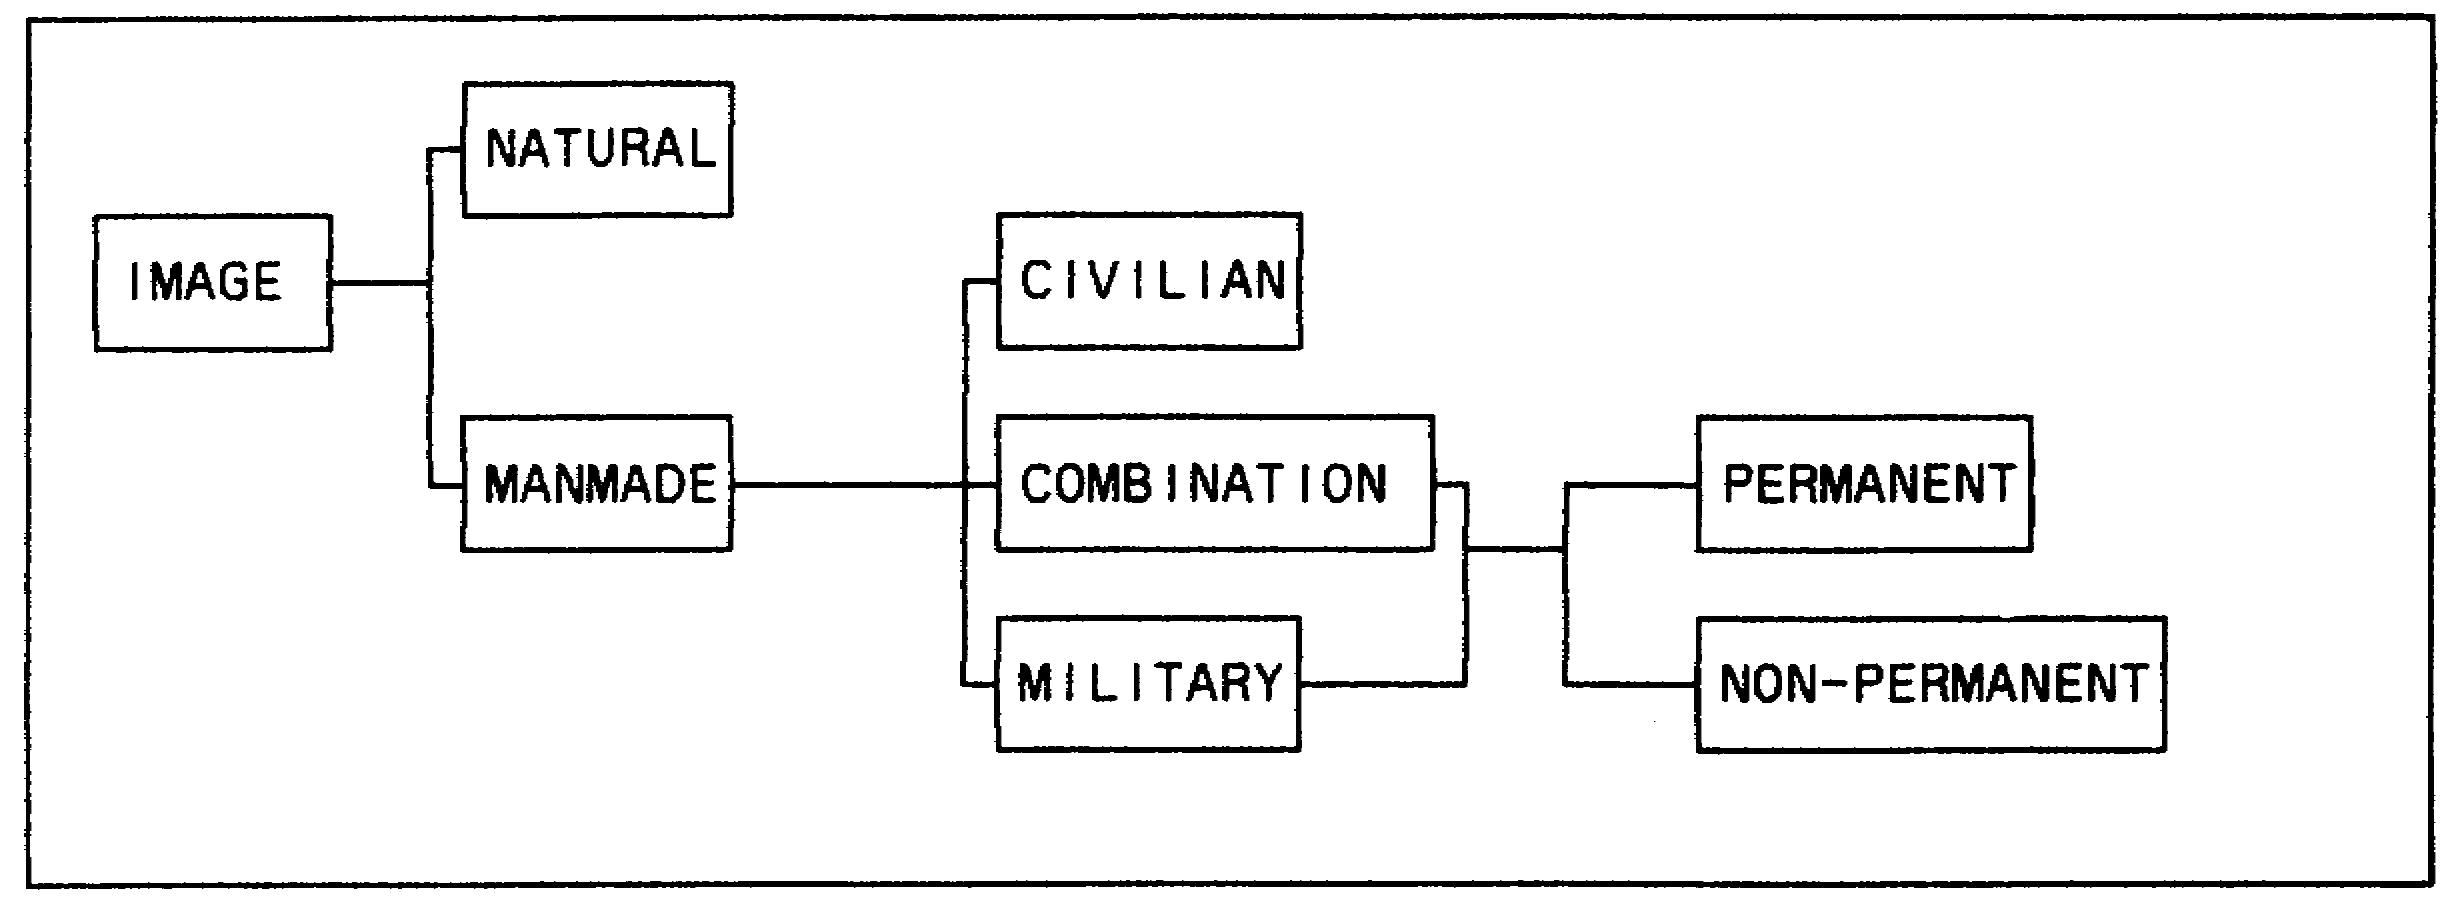 NATURAL
IMAGE
CIVILIAN
MANMADE
COMBINATION
PERMANENT
MILITARY
NON-PERMANENT